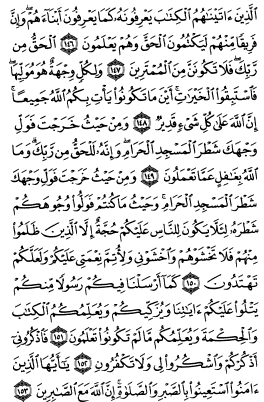 ٱلَّذِينَ ءَاتَيْنَٰهُمُ ٱلْكِتَٰبَ يَعْرِفُونَهُۥ كَمَا يَعْرِفُونَ أَبْنَآءَهُمْ ۖ وَإِنَّ
فَرِيقًا مِّنْهُمْ لَيَكْتُمُونَ ٱلْحَقَّ وَهُمْ يَعْلَمُونَ ١٤٦ ٱلْحَقُّ مِن
رَّبِّكَ ۖ فَلَا تَكُونَنَّ مِنَ ٱلْمُمْتَرِينَ ١٤٧ وَلِكُلٍّ وِجْهَةٌ هُوَ مُوَلِّيهَا ۖ
فَٱسْتَبِقُوا۟ ٱلْخَيْرَٰتِ ۚ أَيْنَ مَا تَكُونُوا۟ يَأْتِ بِكُمُ ٱللَّهُ جَمِيعًا ۚ
إِنَّ ٱللَّهَ عَلَىٰ كُلِّ شَىْءٍ قَدِيرٌ ١٤٨ وَمِنْ حَيْثُ خَرَجْتَ فَوَلِّ
وَجْهَكَ شَطْرَ ٱلْمَسْجِدِ ٱلْحَرَامِ ۖ وَإِنَّهُۥ لَلْحَقُّ مِن رَّبِّكَ ۗ وَمَا
ٱللَّهُ بِغَٰفِلٍ عَمَّا تَعْمَلُونَ ١٤٩ وَمِنْ حَيْثُ خَرَجْتَ فَوَلِّ وَجْهَكَ
شَطْرَ ٱلْمَسْجِدِ ٱلْحَرَامِ ۚ وَحَيْثُ مَا كُنتُمْ فَوَلُّوا۟ وُجُوهَكُمْ
شَطْرَهُۥ لِئَلَّا يَكُونَ لِلنَّاسِ عَلَيْكُمْ حُجَّةٌ إِلَّا ٱلَّذِينَ ظَلَمُوا۟
مِنْهُمْ فَلَا تَخْشَوْهُمْ وَٱخْشَوْنِى وَلِأُتِمَّ نِعْمَتِى عَلَيْكُمْ وَلَعَلَّكُمْ
تَهْتَدُونَ ١٥٠ كَمَآ أَرْسَلْنَا فِيكُمْ رَسُولًا مِّنكُمْ
يَتْلُوا۟ عَلَيْكُمْ ءَايَٰتِنَا وَيُزَكِّيكُمْ وَيُعَلِّمُكُمُ ٱلْكِتَٰبَ
وَٱلْحِكْمَةَ وَيُعَلِّمُكُم مَّا لَمْ تَكُونُوا۟ تَعْلَمُونَ ١٥١ فَٱذْكُرُونِىٓ
أَذْكُرْكُمْ وَٱشْكُرُوا۟ لِى وَلَا تَكْفُرُونِ ١٥٢ يَٰٓأَيُّهَا ٱلَّذِينَ
ءَامَنُوا۟ ٱسْتَعِينُوا۟ بِٱلصَّبْرِ وَٱلصَّلَوٰةِ ۚ إِنَّ ٱللَّهَ مَعَ ٱلصَّٰبِرِينَ ١٥٣